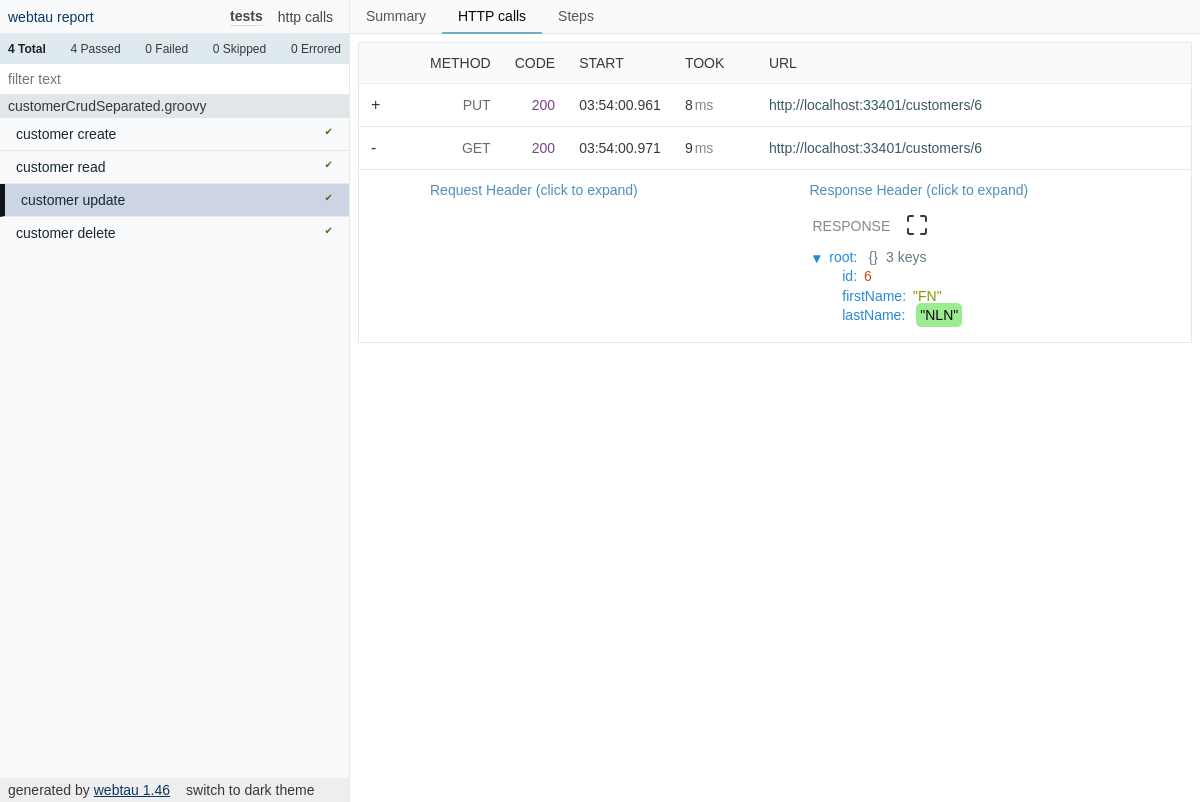 webtau report tests http calls
4 Total 4 Passed 0 Failed 0 Skipped 0 Errored
filter text
customerCrudSeparated.groovy
customer create ✔
customer read ✔
customer update ✔
customer delete ✔
generated by webtau 1.46 switch to dark theme
Summary HTTP calls Steps
METHOD CODE START TOOK URL
+ PUT 200 03:54:00.961 8 ms http://localhost:33401/customers/6
- GET 200 03:54:00.971 9 ms http://localhost:33401/customers/6
Request Header (click to expand) Response Header (click to expand)
RESPONSE
▼ root: {} 3 keys
id: 6
firstName: "FN"
lastName: "NLN"